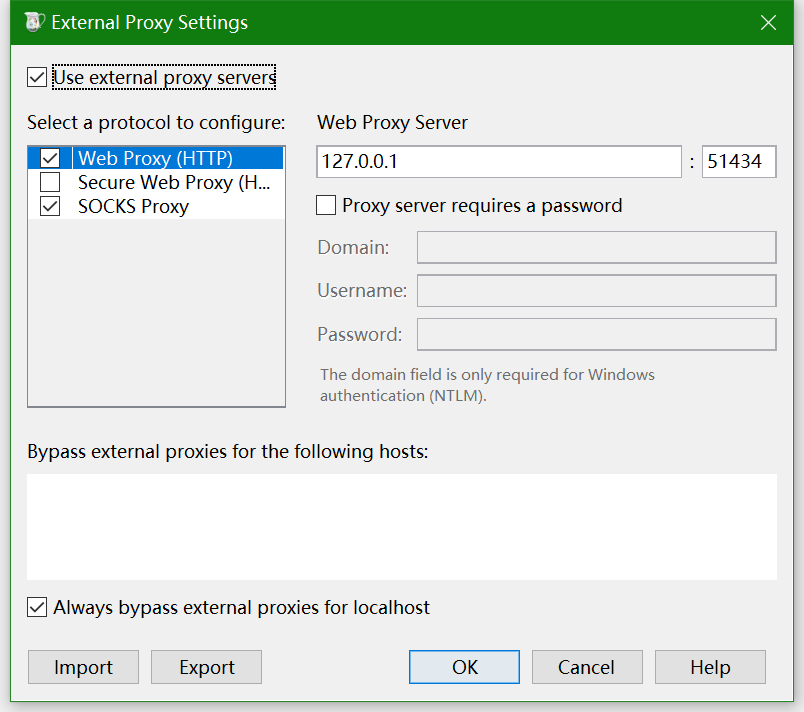 External Proxy Settings
Use external proxy servers
Select a protocol to configure:
Web Proxy (HTTP)
Secure Web Proxy (H...
SOCKS Proxy
Web Proxy Server
127.0.0.1 : 51434
Proxy server requires a password
Domain:
Username:
Password:
The domain field is only required for Windows
authentication (NTLM).
Bypass external proxies for the following hosts:
Always bypass external proxies for localhost
Import Export OK Cancel Help